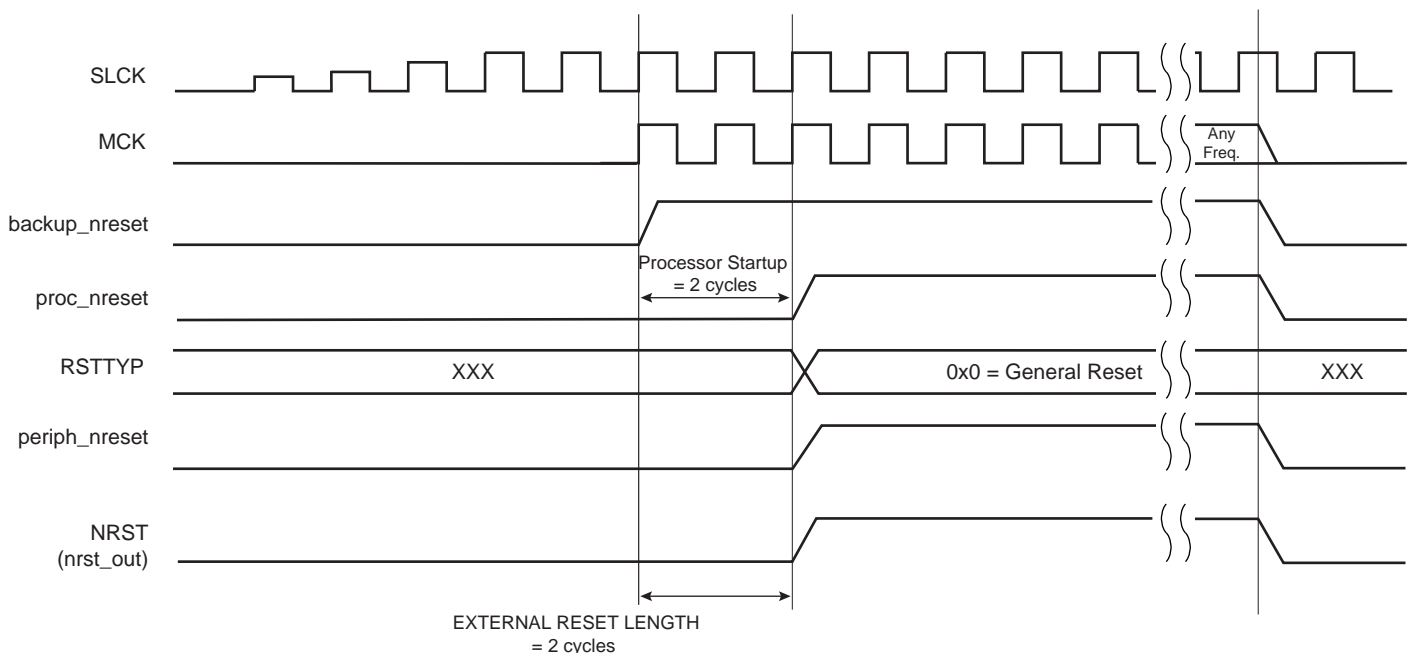 SLCK
MCK
Any
Freq.
backup_nreset
Processor Startup
= 2 cycles
proc_nreset
RSTTYP
XXX
0x0 = General Reset
XXX
periph_nreset
NRST
(nrst_out)
EXTERNAL RESET LENGTH
= 2 cycles